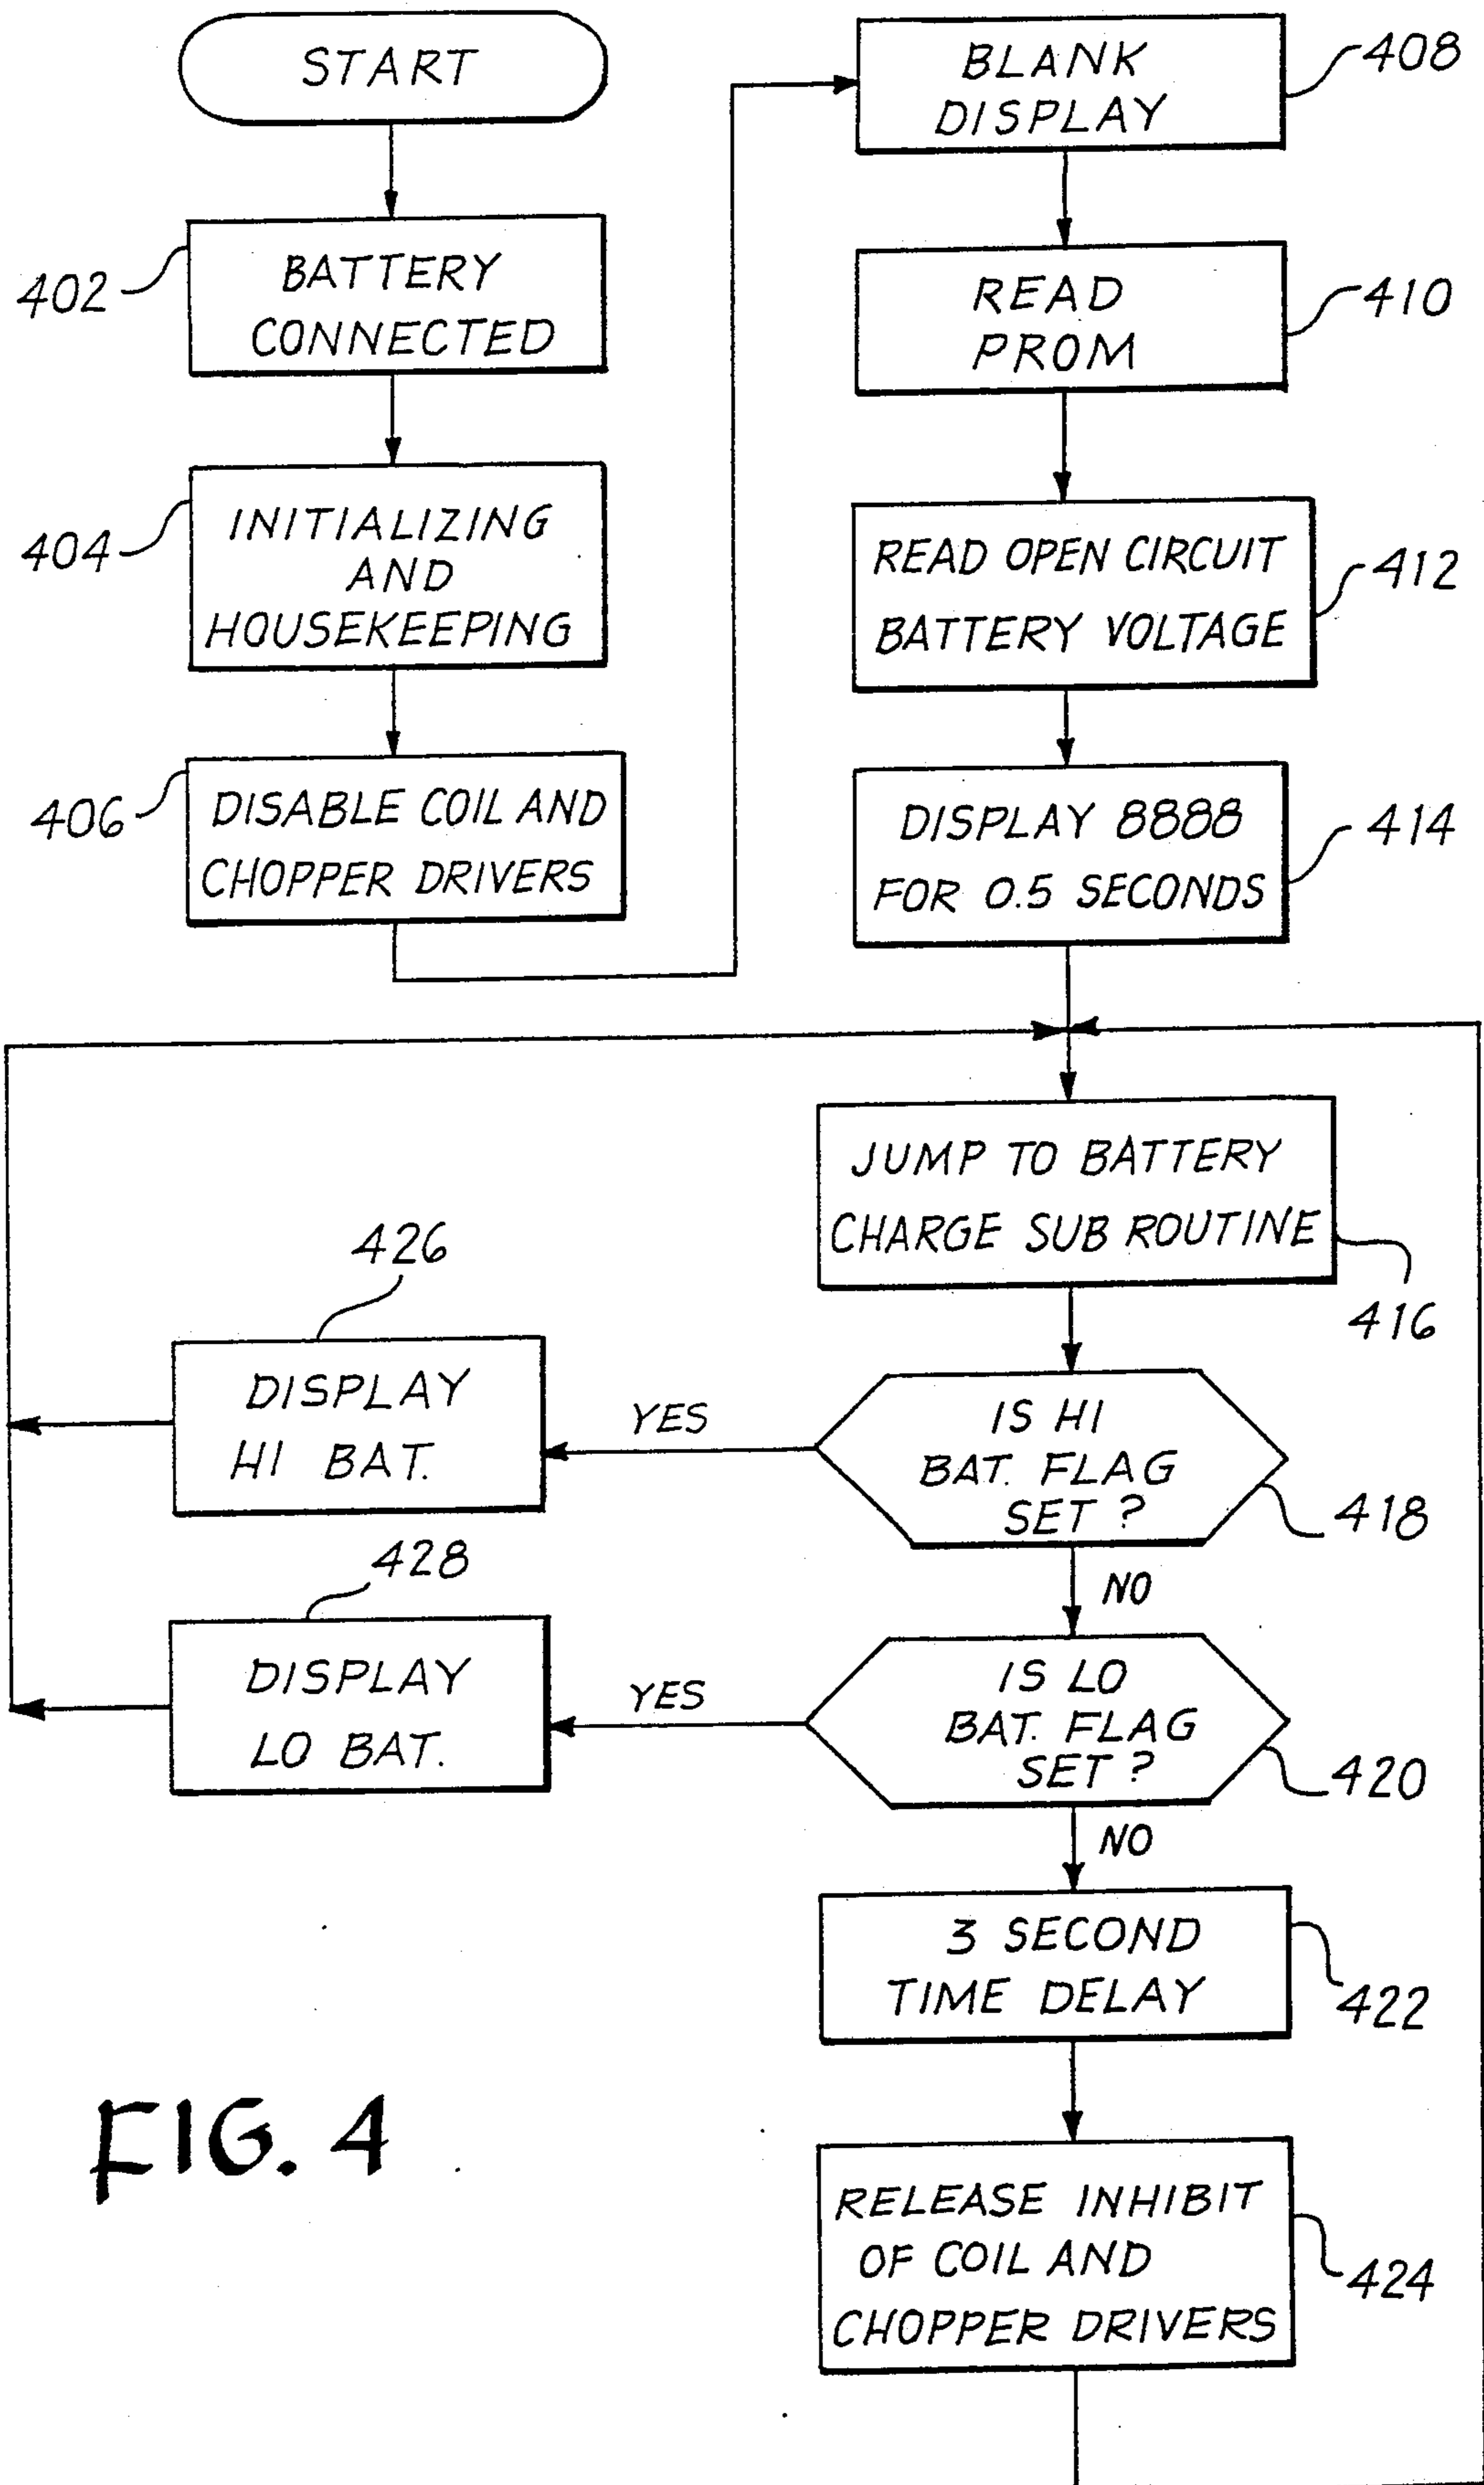 START
402
BATTERY
CONNECTED
404
INITIALIZING
AND
HOUSEKEEPING
406
DISABLE COIL AND
CHOPPER DRIVERS
BLANK
DISPLAY
408
READ
PROM
410
READ OPEN CIRCUIT
BATTERY VOLTAGE
412
DISPLAY 8888
FOR 0.5 SECONDS
414
JUMP TO BATTERY
CHARGE SUB ROUTINE
416
IS HI
BAT. FLAG
SET ?
418
YES
426
DISPLAY
HI BAT.
NO
IS LO
BAT. FLAG
SET ?
420
YES
428
DISPLAY
LO BAT.
NO
3 SECOND
TIME DELAY
422
RELEASE INHIBIT
OF COIL AND
CHOPPER DRIVERS
424
FIG. 4